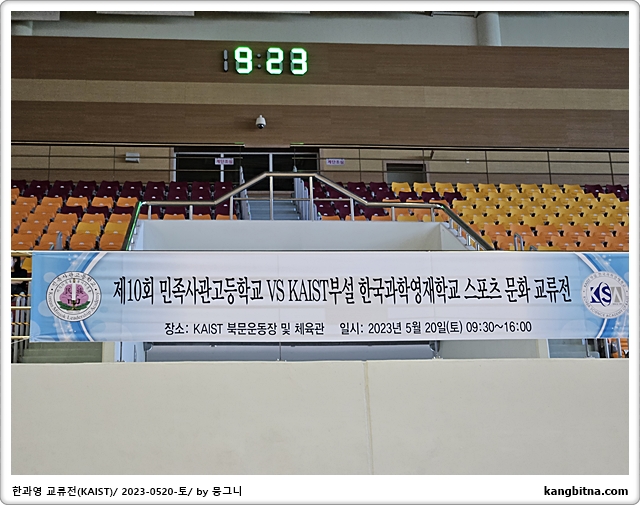 9:23
제10회 민족사관고등학교 VS KAIST부설 한국과학영재학교 스포츠 문화 교류전
KSN
장소: KAIST 북문운동장 및 체육관 일시: 2023년 5월 20일(토) 09:30~16:00
한과영 교류전(KAIST)/ 2023-0520-토/ by 뭉그니
kangbitna.com